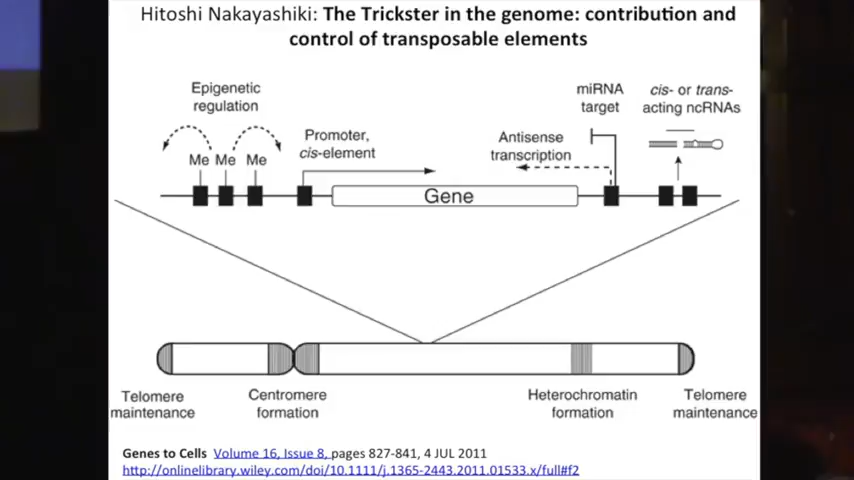 Hitoshi Nakayashiki: The Trickster in the genome: contribution and
control of transposable elements
Epigenetic
regulation
Me Me Me
Promoter,
cis-element
Antisense
transcription
miRNA
target
cis- or trans-
acting ncRNAs
Gene
Telomere
maintenance
Centromere
formation
Heterochromatin
formation
Telomere
maintenance
Genes to Cells Volume 16, Issue 8, pages 827-841, 4 JUL 2011
http://onlinelibrary.wiley.com/doi/10.1111/j.1365-2443.2011.01533.x/full#f2